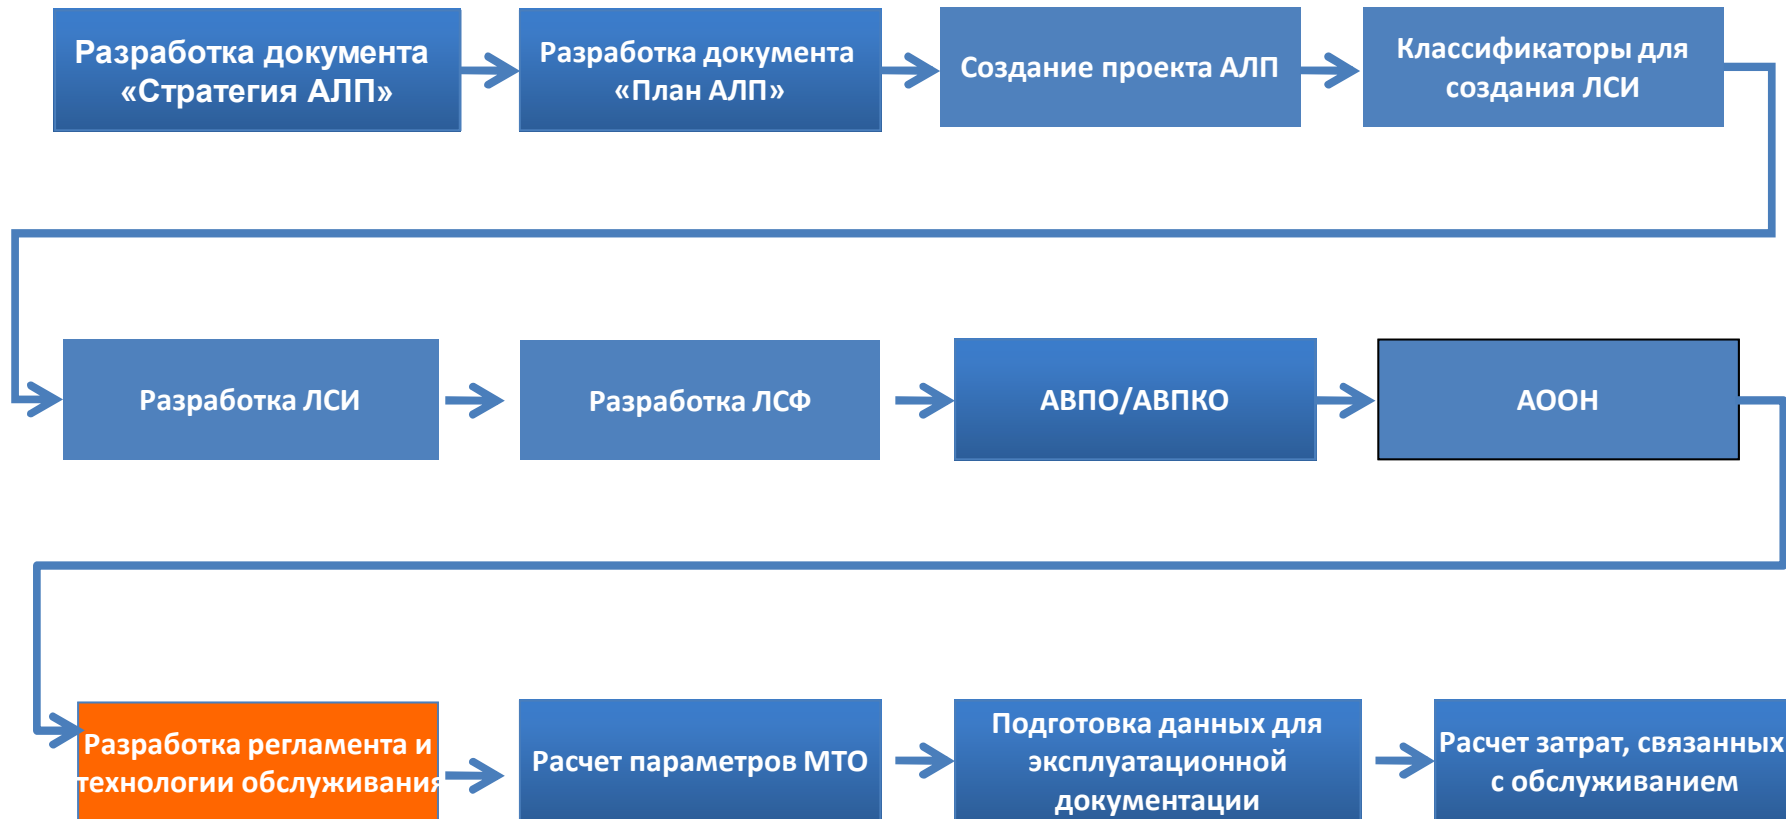 Разработка документа
«Стратегия АЛП»
Разработка документа
«План АЛП»
Создание проекта АЛП
Классификаторы для
создания ЛСИ
Разработка ЛСИ
Разработка ЛСФ
АВПО/АВПКО
АООН
Разработка регламента и
технологии обслуживания
Расчет параметров МТО
Подготовка данных для
эксплуатационной
документации
Расчет затрат, связанных
с обслуживанием